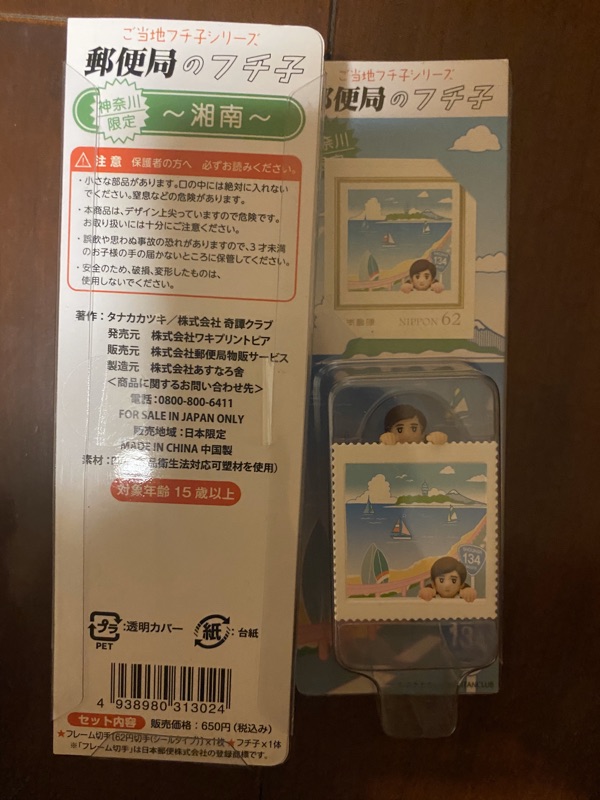 ご当地フチ子シリーズ
郵便局のフチ子
神奈川
限定
～湘南～
注意 保護者の方へ 必ずお読みください。
・小さな部品があります。口の中には絶対に入れない
でください。窒息などの危険があります。
・本商品は、デザイン上尖っていますので危険です。
お取り扱いには十分にご注意ください。
・誤飲や思わぬ事故の恐れがありますので、3才未満
のお子様の手の届かないところに保管してください。
・安全のため、破損、変形したものは、
使用しないでください。
著作：タナカカツキ／株式会社 奇譚クラブ
発売元 株式会社ワキプリントピア
販売元 株式会社郵便局物販サービス
製造元 株式会社あすなろ舎
＜商品に関するお問い合わせ先＞
電話：0800-800-6411
FOR SALE IN JAPAN ONLY
販売地域：日本限定
MADE IN CHINA 中国製
素材：品衛生法対応可塑材を使用）
対象年齢 15歳以上
プラ
PET
：透明カバー
紙
：台紙
4 938980 313024
セット内容 販売価格：650円（税込み）
★フレーム切手［62円切手（シールタイプ）］×1枚 ★フチ子×1体
※「フレーム切手」は日本郵便株式会社の登録商標です。
ご当地フチ子シリーズ
便局のフチ子
奈川
限定
134
NIPPON 62
134
134